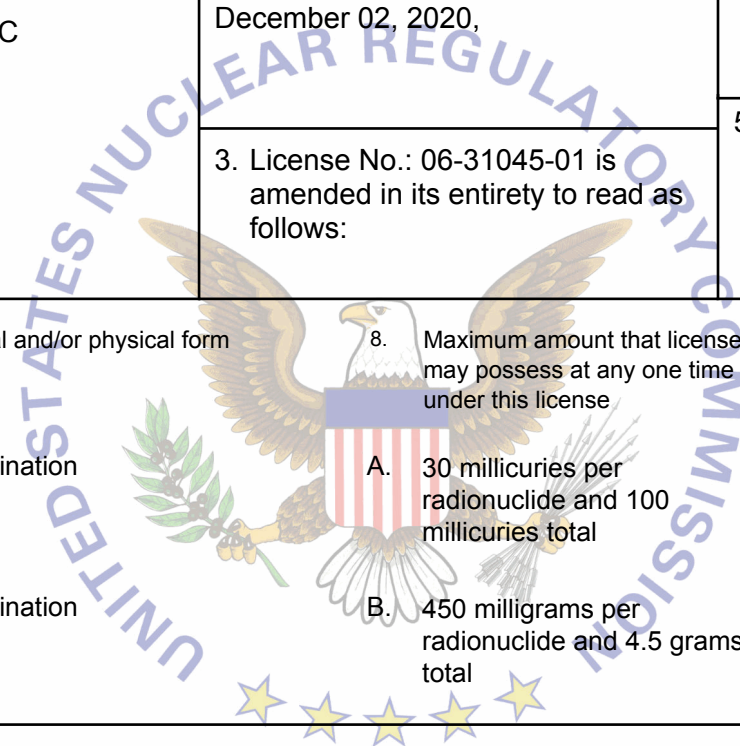 C
December 02, 2020,
5
3. License No.: 06-31045-01 is
amended in its entirety to read as
follows:
l and/or physical form
8. Maximum amount that license
may possess at any one time
under this license
ination
A. 30 millicuries per
radionuclide and 100
millicuries total
ination
B. 450 milligrams per
radionuclide and 4.5 grams
total
UNITED STATES NUCLEAR REGULATORY COMMISSION